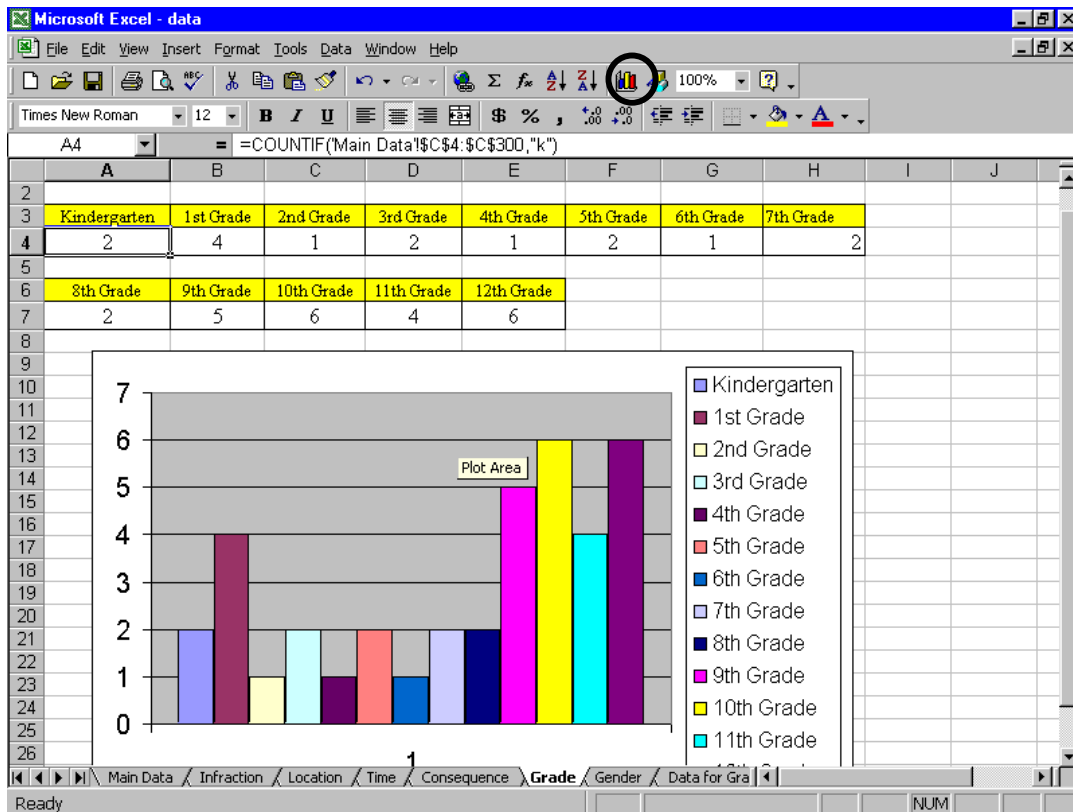 Microsoft Excel - data
File Edit View Insert Format Tools Data Window Help
ABC Σ fx A Z Z A 100% ?
Times New Roman 12 B I U a $ % , .0 .00 .00 .0 A
A4 = =COUNTIF('Main Data'!$C$4:$C$300,"k")
A B C D E F G H I J
2
3 Kindergarten 1st Grade 2nd Grade 3rd Grade 4th Grade 5th Grade 6th Grade 7th Grade
4 2 4 1 2 1 2 1 2
5
6 8th Grade 9th Grade 10th Grade 11th Grade 12th Grade
7 2 5 6 4 6
8
9
10
11
12
13
14
15
16
17
18
19
20
21
22
23
24
25
26
7
6
5
4
3
2
1
0
1
Plot Area
Kindergarten
1st Grade
2nd Grade
3rd Grade
4th Grade
5th Grade
6th Grade
7th Grade
8th Grade
9th Grade
10th Grade
11th Grade
Main Data Infraction Location Time Consequence Grade Gender Data for Gra
Ready NUM